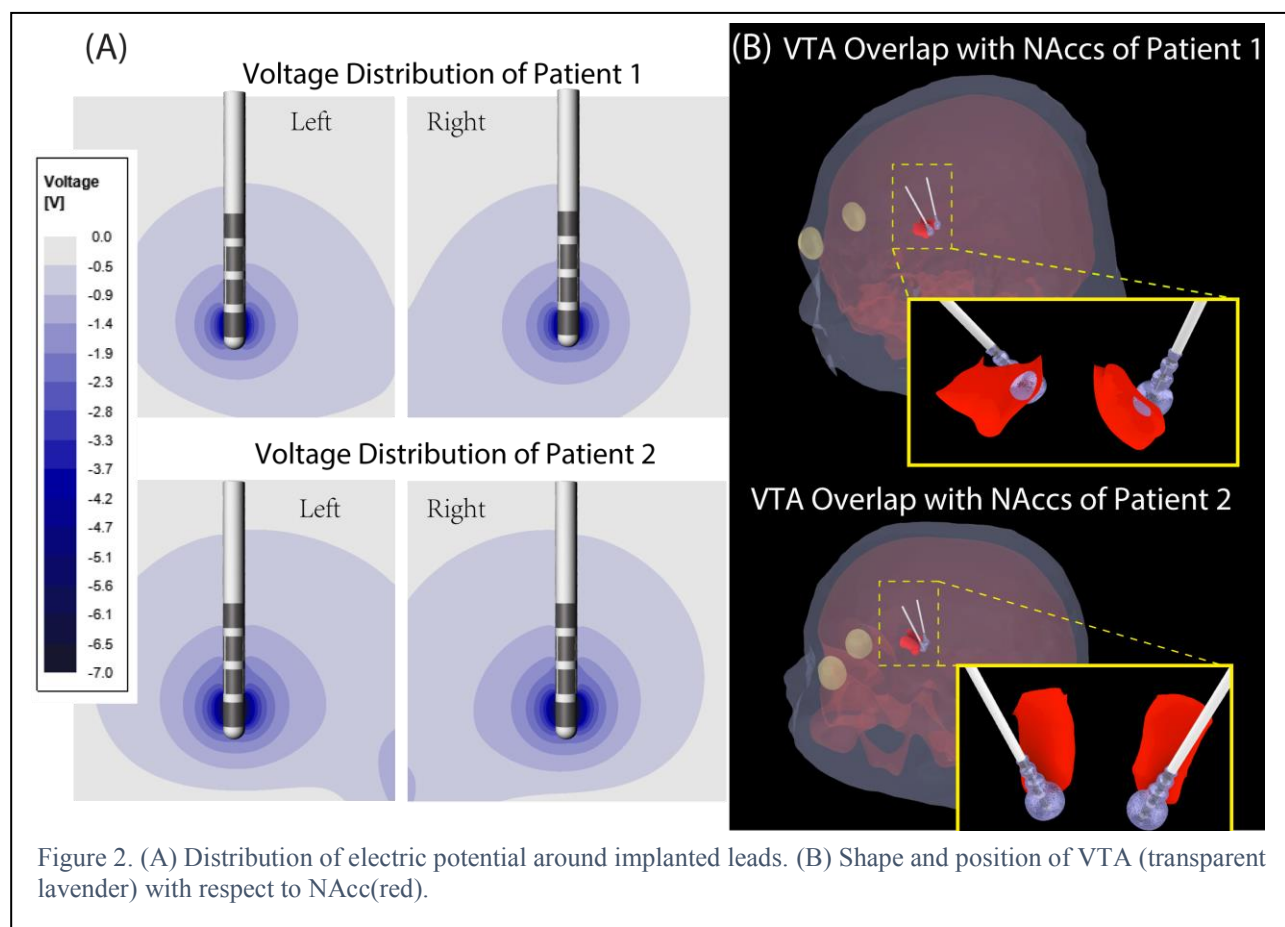 (A)
Voltage Distribution of Patient 1
Left
Right
Voltage
[V]
0.0
-0.5
-0.9
-1.4
-1.9
-2.3
-2.8
-3.3
-3.7
-4.2
-4.7
-5.1
-5.6
-6.1
-6.5
-7.0
Voltage Distribution of Patient 2
Left
Right
(B) VTA Overlap with NAccs of Patient 1
VTA Overlap with NAccs of Patient 2
Figure 2. (A) Distribution of electric potential around implanted leads. (B) Shape and position of VTA (transparent
lavender) with respect to NAcc(red).